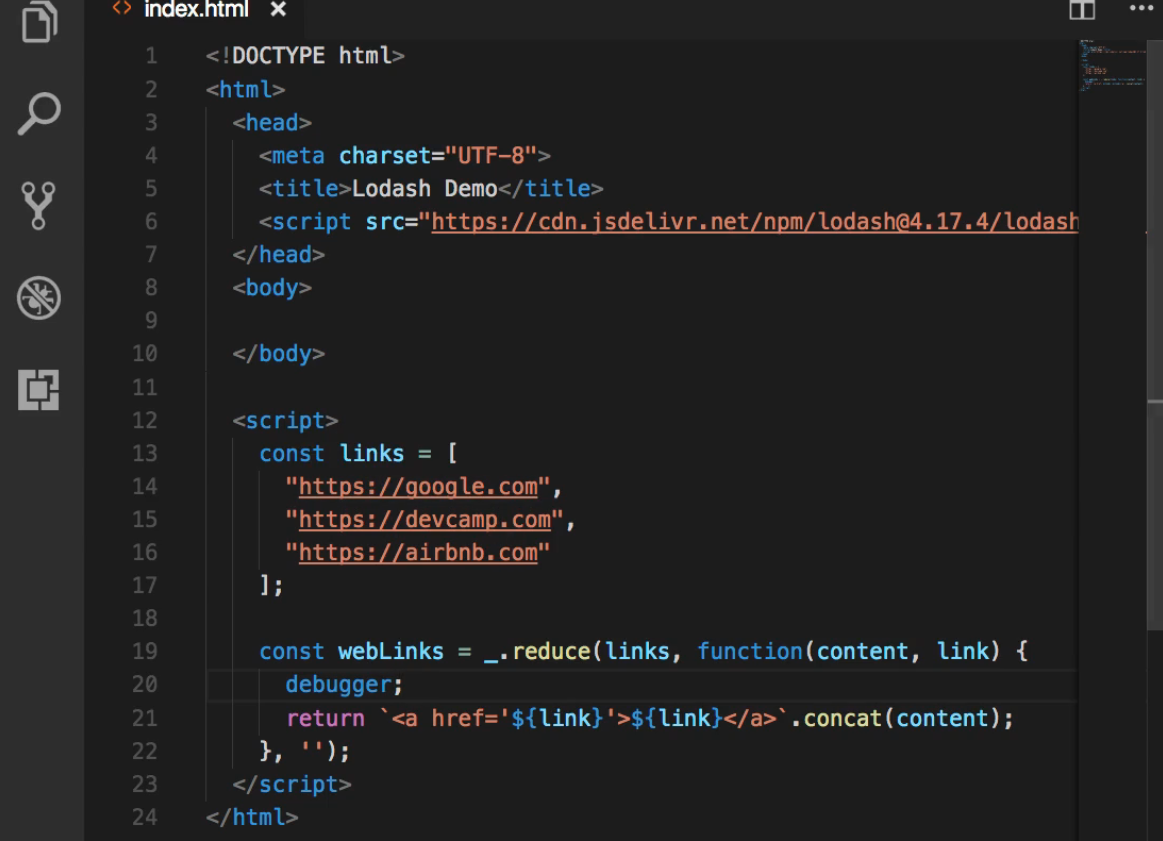 index.html
1 <!DOCTYPE html>
2 <html>
3   <head>
4     <meta charset="UTF-8">
5     <title>Lodash Demo</title>
6     <script src="https://cdn.jsdelivr.net/npm/lodash@4.17.4/lodash
7   </head>
8   <body>
9
10   </body>
11
12   <script>
13     const links = [
14       "https://google.com",
15       "https://devcamp.com",
16       "https://airbnb.com"
17     ];
18
19     const webLinks = _.reduce(links, function(content, link) {
20       debugger;
21       return `<a href='${link}'>${link}</a>`.concat(content);
22     }, '');
23   </script>
24 </html>